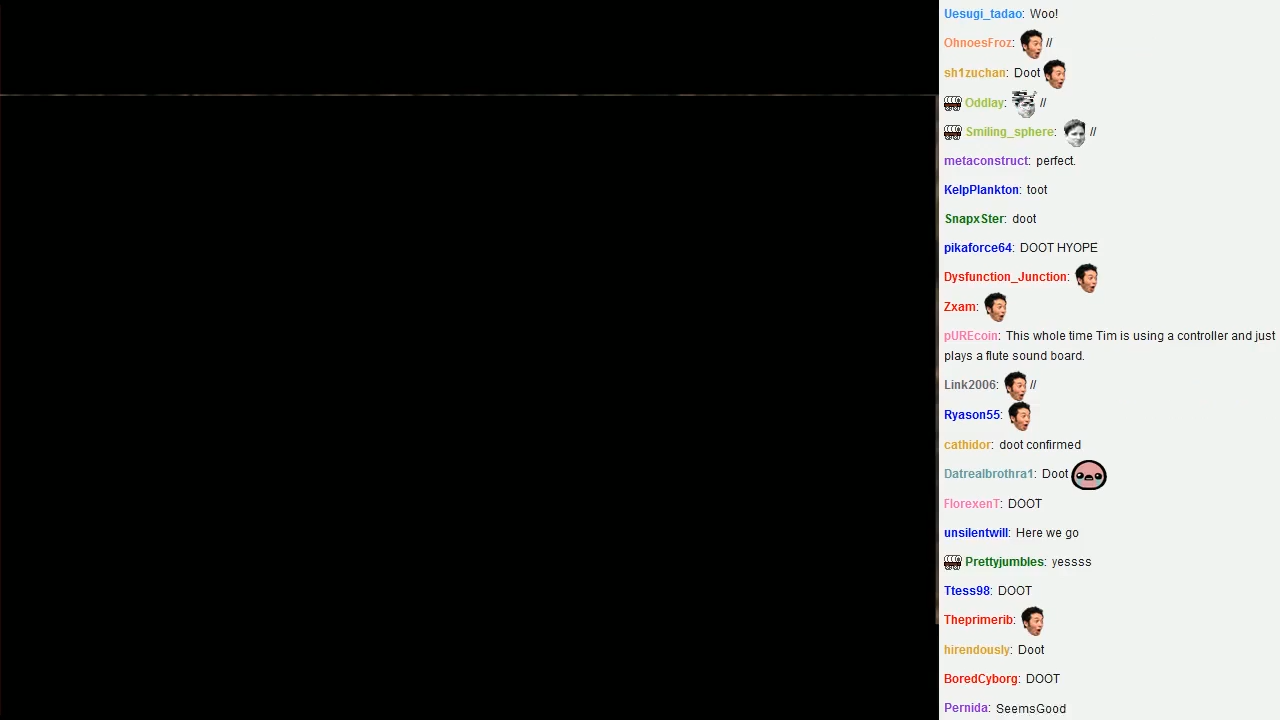 Uesugi_tadao: Woo!
OhnoesFroz: //
sh1zuchan: Doot
Oddlay: //
Smiling_sphere: //
metaconstruct: perfect.
KelpPlankton: toot
SnapxSter: doot
pikaforce64: DOOT HYOPE
Dysfunction_Junction:
Zxam:
pUREcoin: This whole time Tim is using a controller and just
plays a flute sound board.
Link2006: //
Ryason55:
cathidor: doot confirmed
Datrealbrothra1: Doot
FlorexenT: DOOT
unsilentwill: Here we go
Prettyjumbles: yessss
Ttess98: DOOT
Theprimerib:
hirendously: Doot
BoredCyborg: DOOT
Pernida: SeemsGood